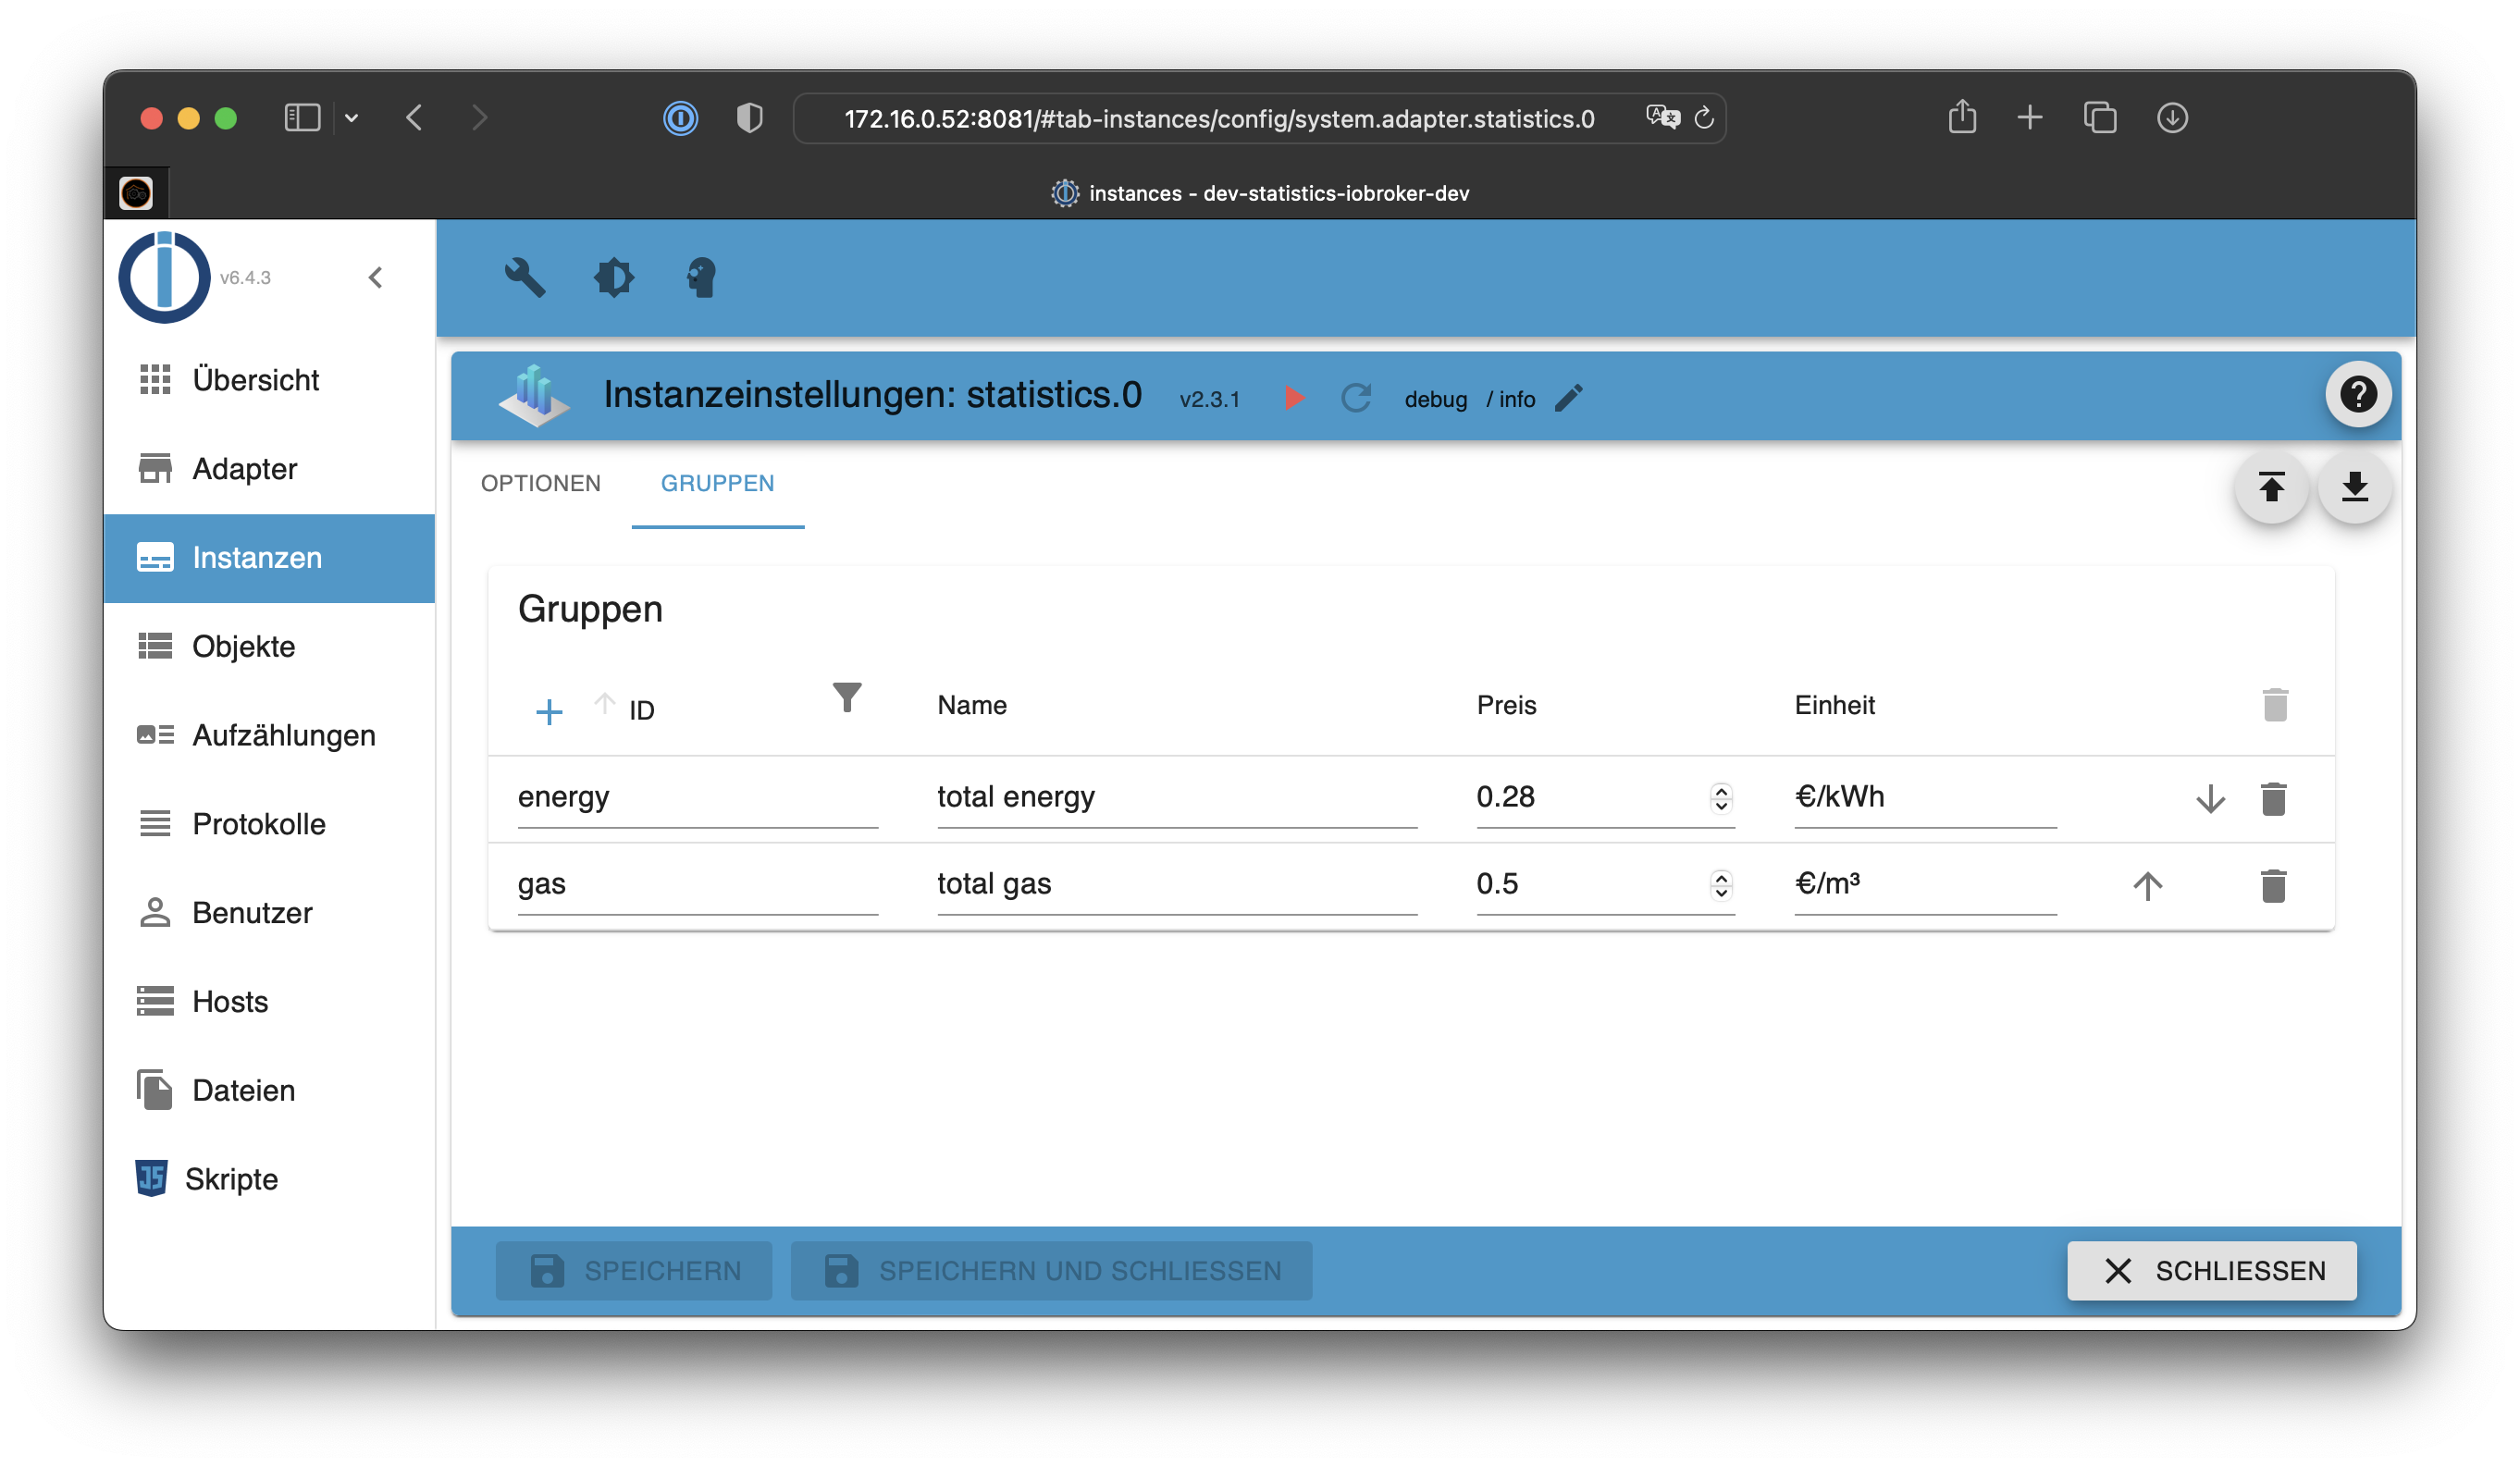 172.16.0.52:8081/#tab-instances/config/system.adapter.statistics.0
instances - dev-statistics-iobroker-dev
v6.4.3
Übersicht
Adapter
Instanzen
Objekte
Aufzählungen
Protokolle
Benutzer
Hosts
Dateien
JS Skripte
Instanzeinstellungen: statistics.0 v2.3.1 debug / info
OPTIONEN GRUPPEN
Gruppen
ID Name Preis Einheit
energy total energy 0.28 €/kWh
gas total gas 0.5 €/m³
SPEICHERN SPEICHERN UND SCHLIESSEN SCHLIESSEN